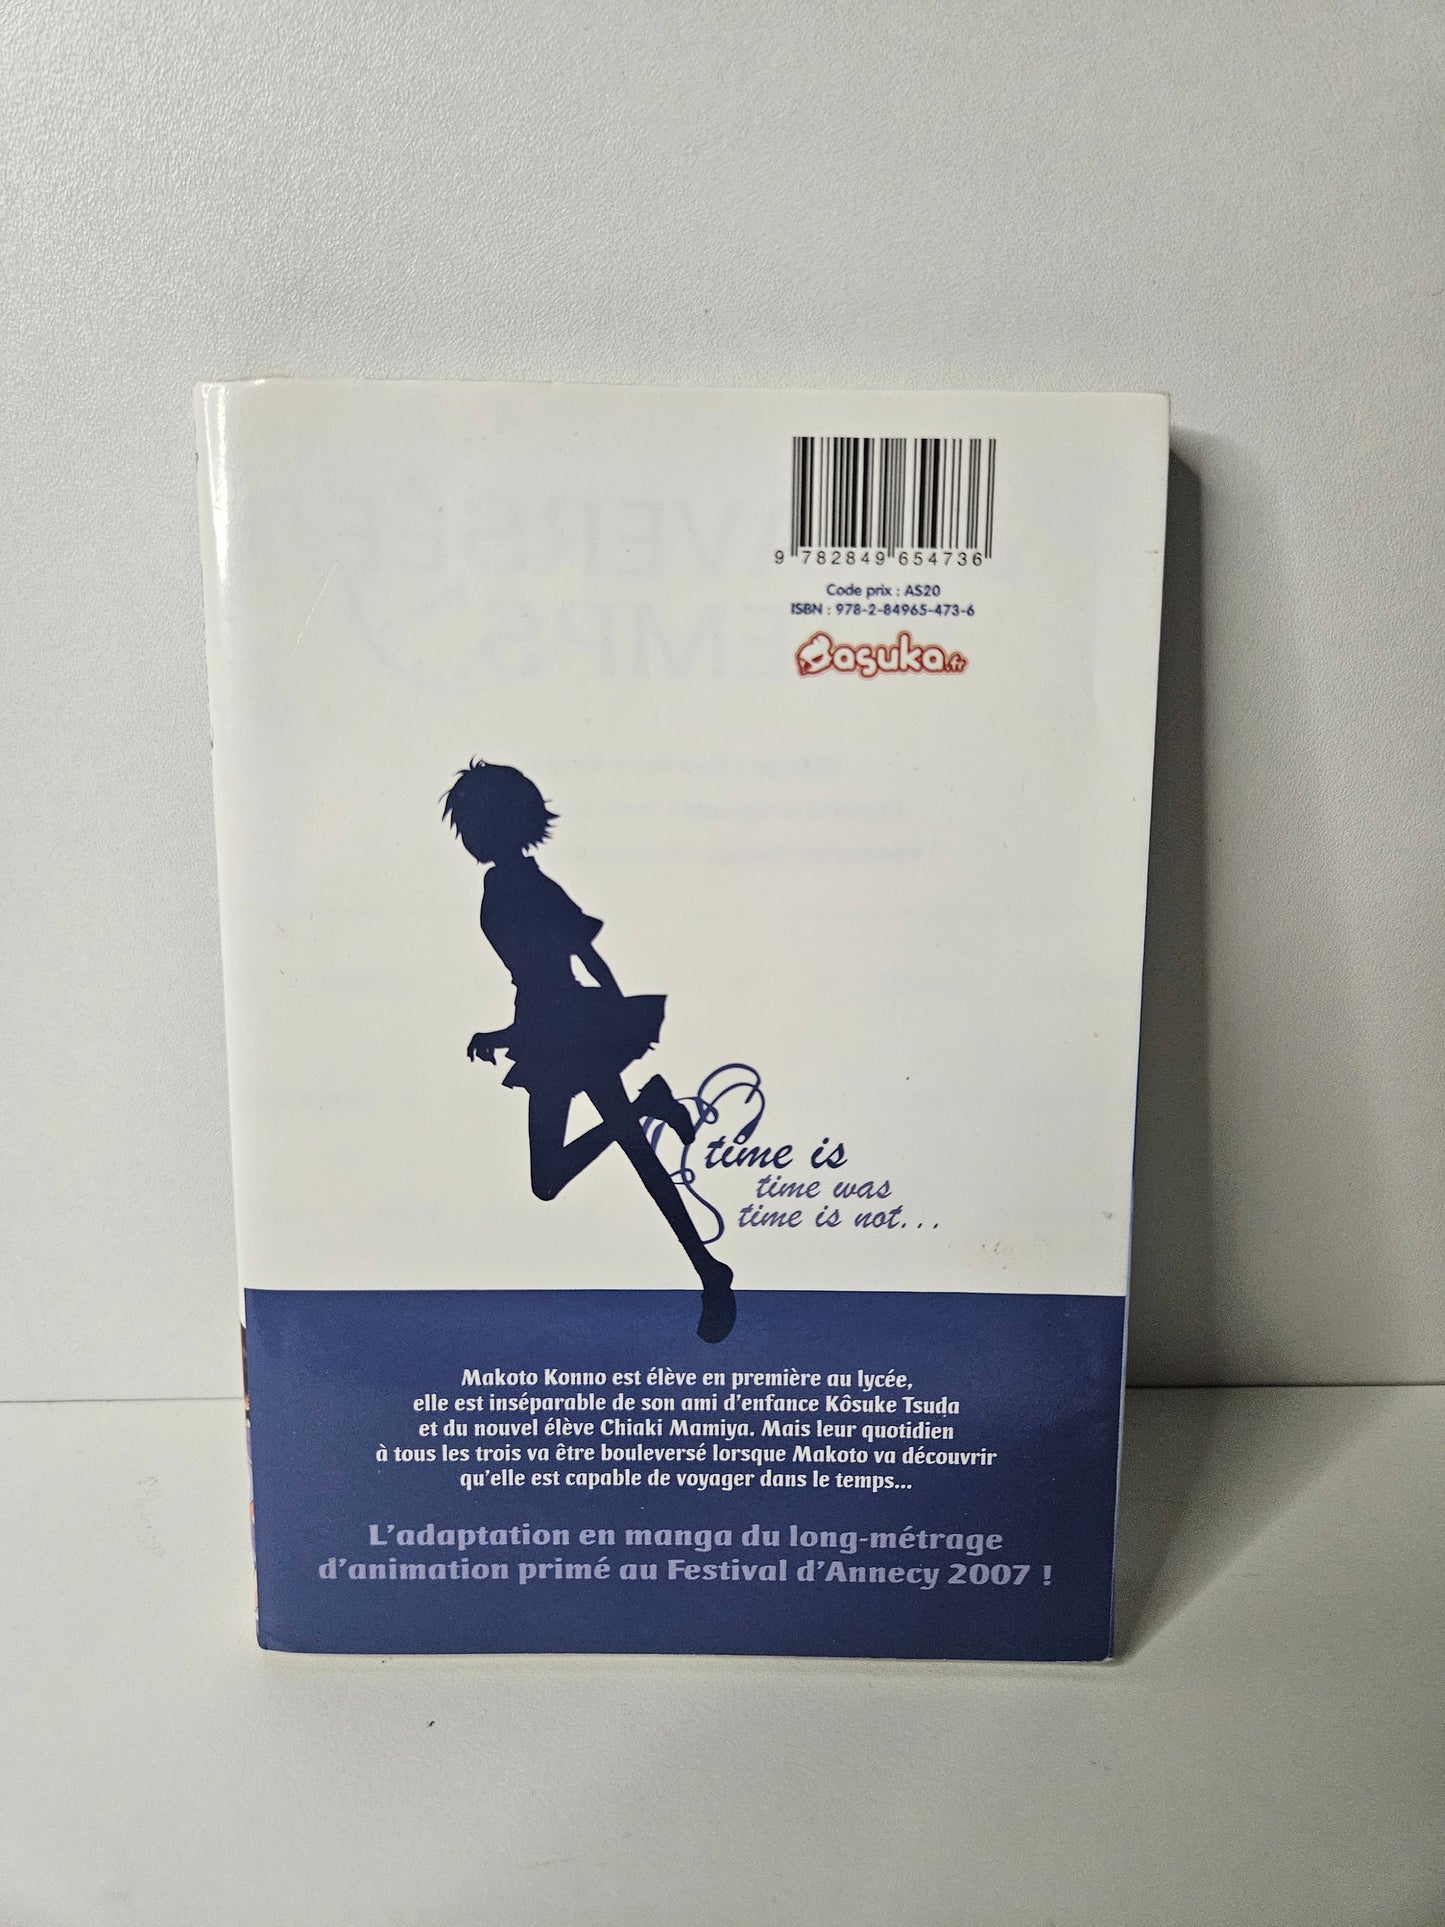 9 782849 654736
Code prix : AS20
ISBN : 978-2-84965-473-6
asuka.fr
time is
time was
time is not...
Makoto Konno est élève en première au lycée,
elle est inséparable de son ami d'enfance Kôsuke Tsuda
et du nouvel élève Chiaki Mamiya. Mais leur quotidien
à tous les trois va être bouleversé lorsque Makoto va découvrir
qu'elle est capable de voyager dans le temps...
L'adaptation en manga du long-métrage
d'animation primé au Festival d'Annecy 2007 !